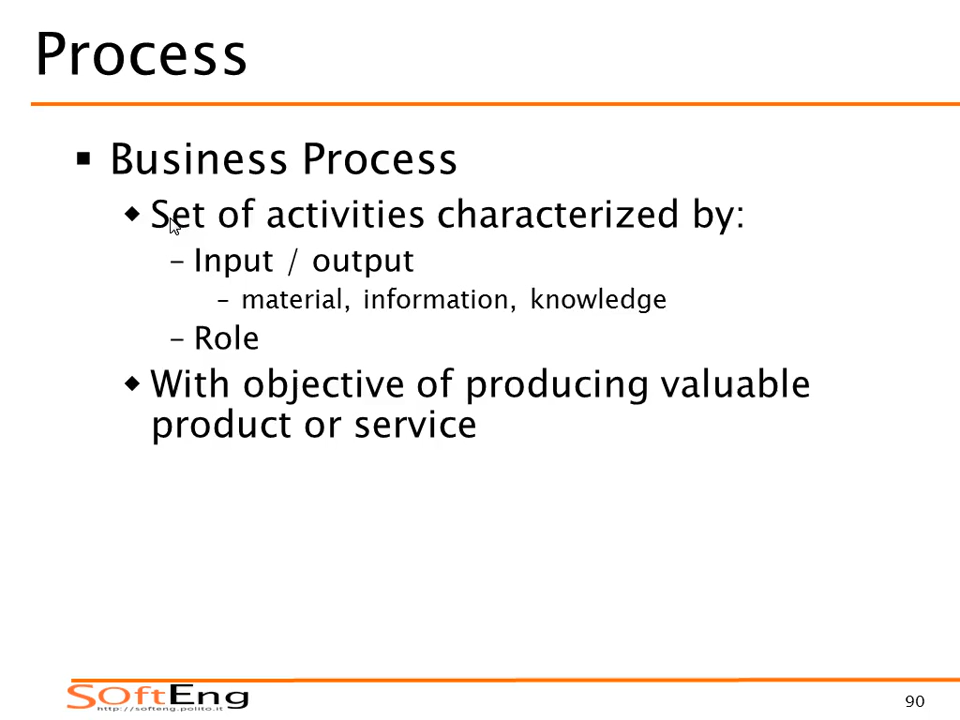 Process
▪ Business Process
◆ Set of activities characterized by:
– Input / output
– material, information, knowledge
– Role
◆ With objective of producing valuable
product or service
SoftEng
http://softeng.polito.it
90